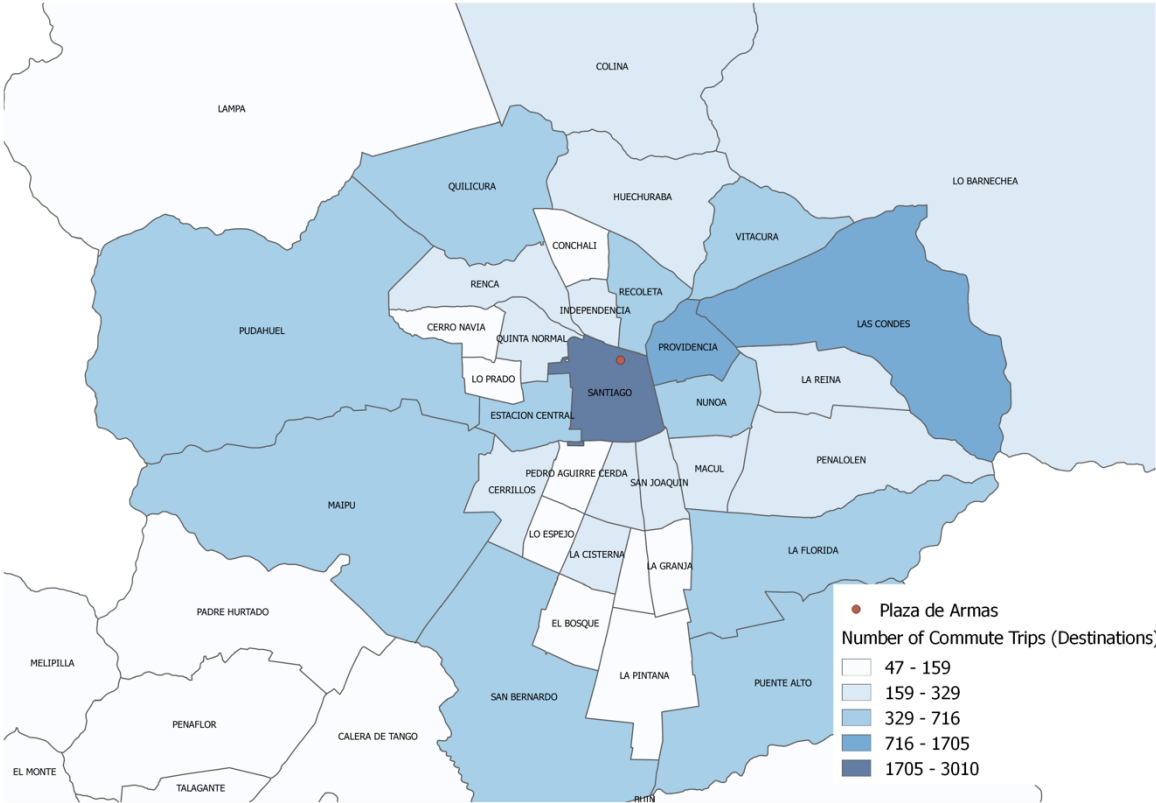 COLINA
LAMPA
LO BARNECHEA
QUILICURA
HUECHURABA
VITACURA
CONCHALI
RENCA
RECOLETA
INDEPENDENCIA
PUDAHUEL
CERRO NAVIA
QUINTA NORMAL
PROVIDENCIA
LAS CONDES
LO PRADO
SANTIAGO
LA REINA
NUNOA
ESTACION CENTRAL
PENALOLEN
MACUL
PEDRO AGUIRRE CERDA
SAN JOAQUIN
CERRILLOS
MAIPU
LO ESPEJO
LA CISTERNA
LA GRANJA
LA FLORIDA
PADRE HURTADO
EL BOSQUE
MELIPILLA
LA PINTANA
PUENTE ALTO
SAN BERNARDO
PENAFLOR
CALERA DE TANGO
EL MONTE
TALAGANTE
BUIN
Plaza de Armas
Number of Commute Trips (Destinations)
47 - 159
159 - 329
329 - 716
716 - 1705
1705 - 3010